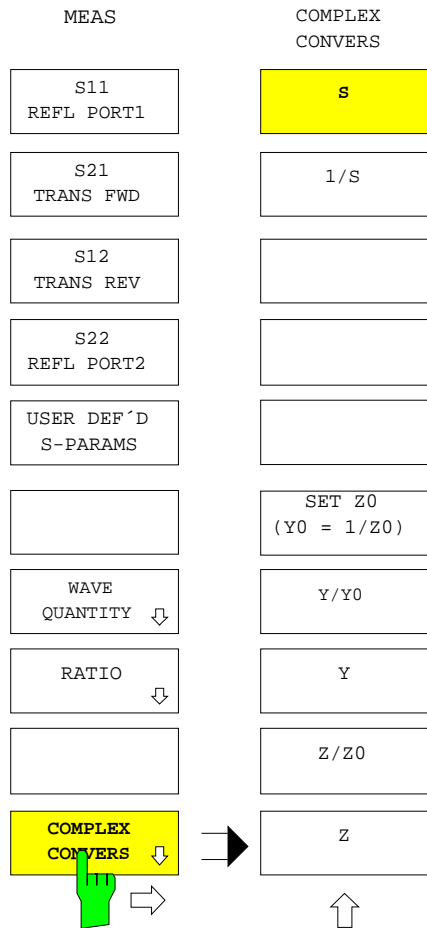 MEAS
S11
REFL PORT1
S21
TRANS FWD
S12
TRANS REV
S22
REFL PORT2
USER DEF´D
S-PARAMS
WAVE
QUANTITY
RATIO
COMPLEX
CONVERS
COMPLEX
CONVERS
S
1/S
SET Z0
(Y0 = 1/Z0)
Y/Y0
Y
Z/Z0
Z